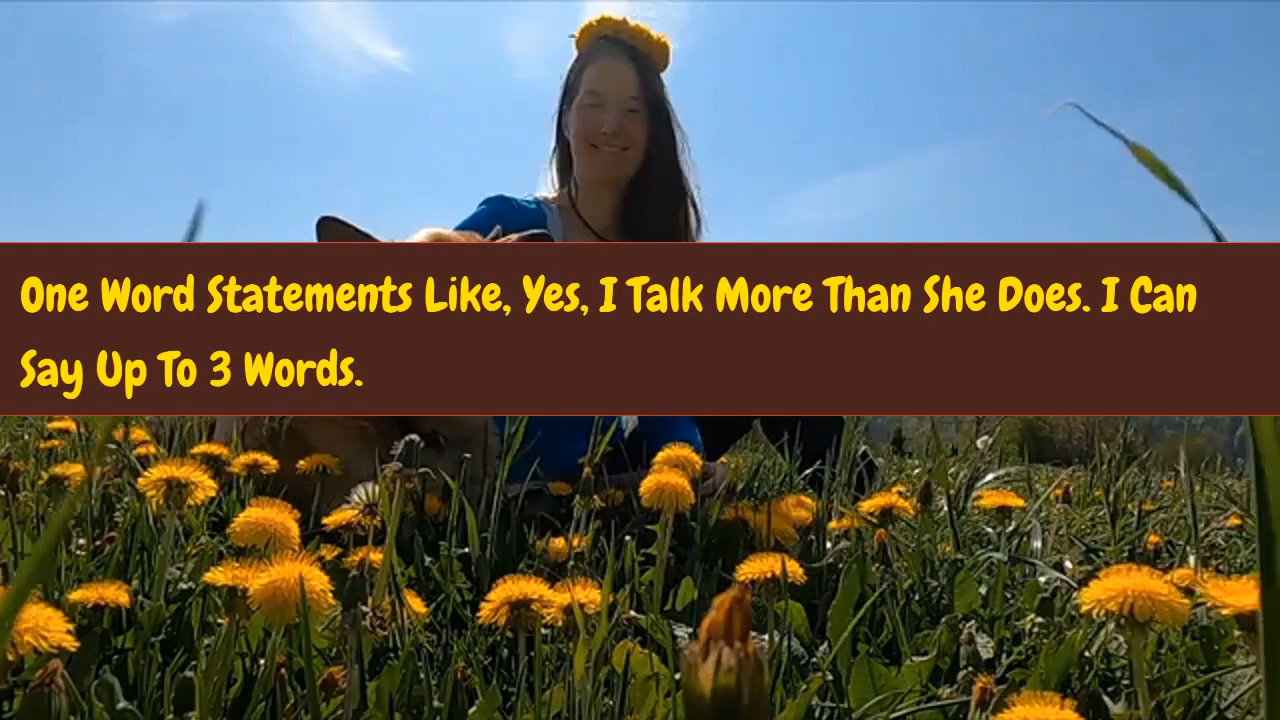 One Word Statements Like, Yes, I Talk More Than She Does. I Can
Say Up To 3 Words.